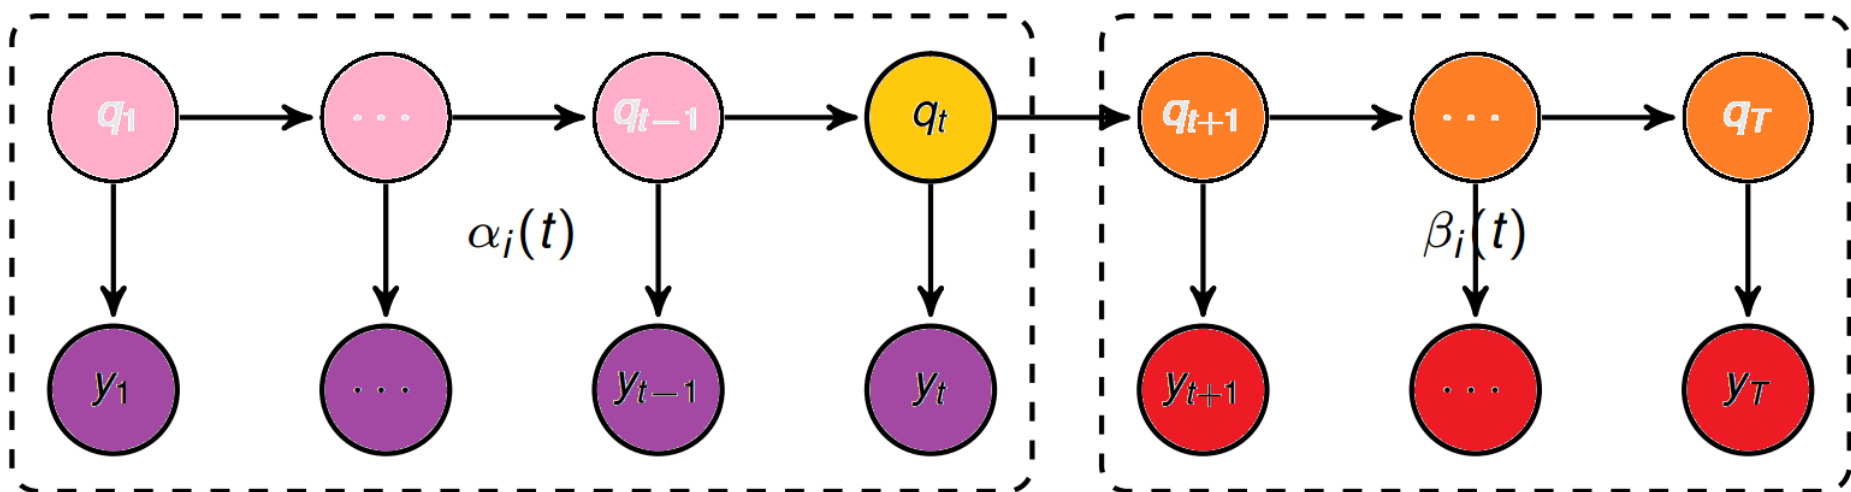 q1 ... qt−1 qt qt+1 ... qT
αi(t) βi(t)
y1 ... yt−1 yt yt+1 ... yT